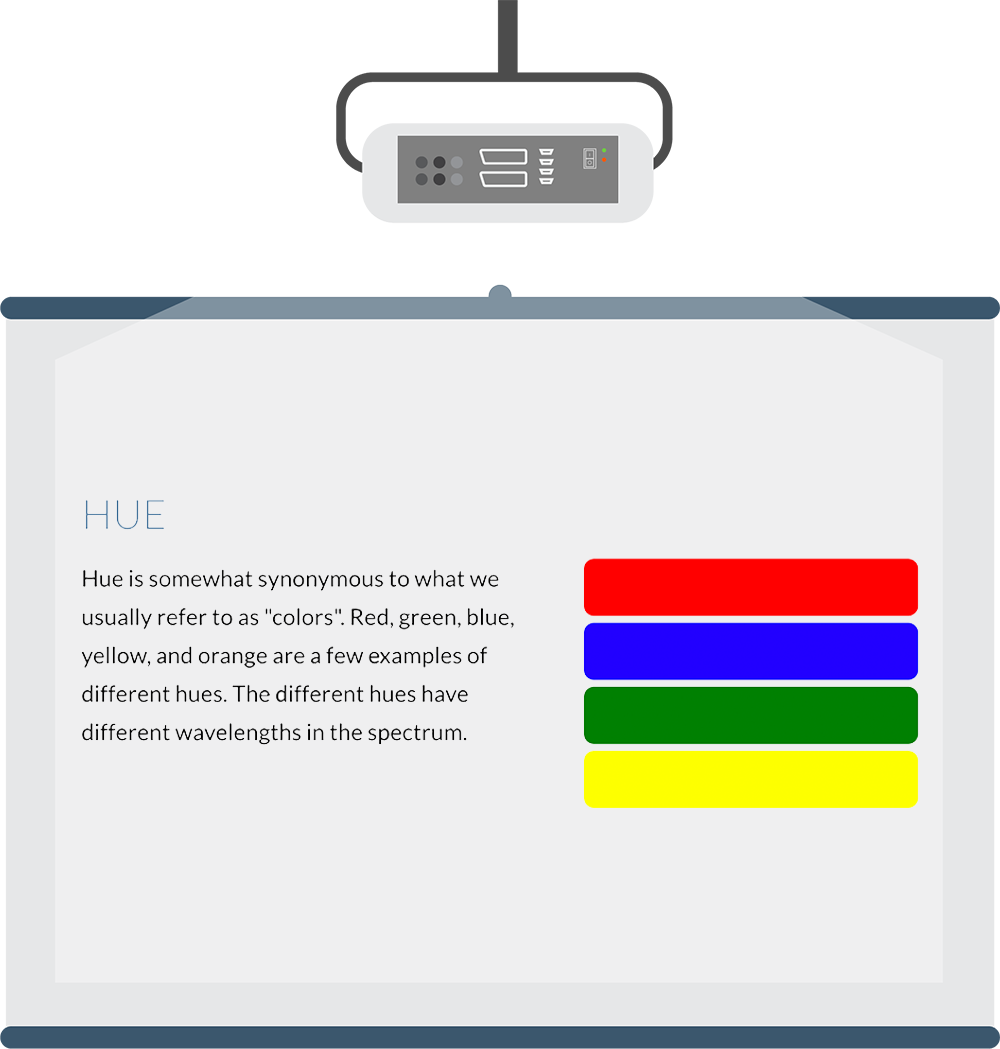 HUE
Hue is somewhat synonymous to what we
usually refer to as "colors". Red, green, blue,
yellow, and orange are a few examples of
different hues. The different hues have
different wavelengths in the spectrum.